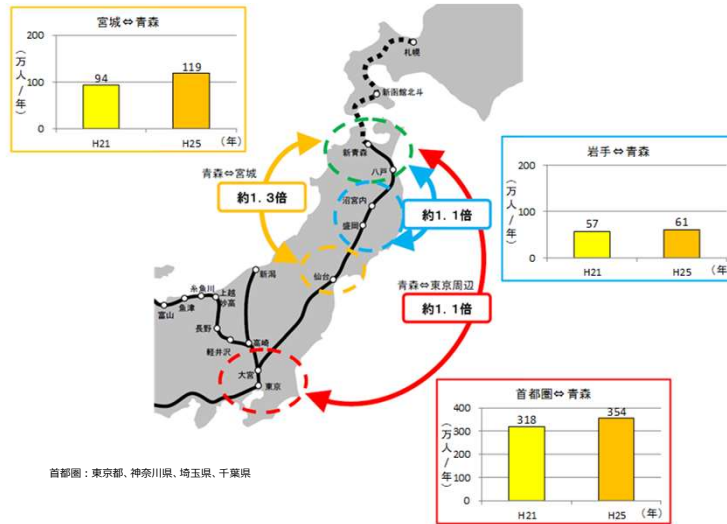 宮城⇔青森
(万人/年)
200
100
0
94
119
H21
H25
(年)
札幌
新函館北斗
新青森
八戸
沼宮内
盛岡
仙台
新潟
糸魚川
上越
妙高
魚津
富山
長野
軽井沢
高崎
大宮
東京
青森⇔宮城
約1.3倍
約1.1倍
青森⇔東京周辺
約1.1倍
岩手⇔青森
(万人/年)
200
100
0
57
61
H21
H25
(年)
首都圏⇔青森
(万人/年)
400
300
200
100
0
318
354
H21
H25
(年)
首都圏：東京都、神奈川県、埼玉県、千葉県